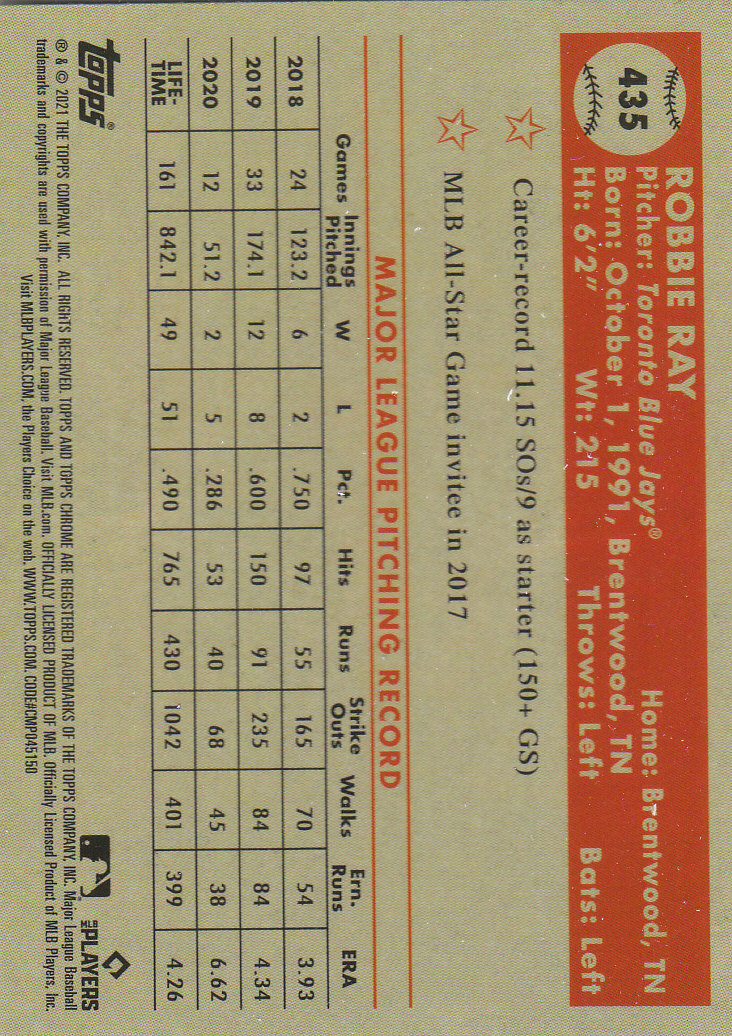 435
ROBBIE RAY
Pitcher: Toronto Blue Jays® Home: Brentwood, TN
Born: October 1, 1991, Brentwood, TN
Ht: 6'2" Wt: 215 Throws: Left Bats: Left
Career-record 11.15 SOs/9 as starter (150+ GS)
MLB All-Star Game invitee in 2017
MAJOR LEAGUE PITCHING RECORD
Games Innings Pitched W L Pct. Hits Runs Strike Outs Walks Ern. Runs ERA
2018 24 123.2 6 2 .750 97 55 165 70 54 3.93
2019 33 174.1 12 8 .600 150 91 235 84 84 4.34
2020 12 51.2 2 5 .286 53 40 68 45 38 6.62
LIFE-TIME 161 842.1 49 51 .490 765 430 1042 401 399 4.26
topps®
MLB PLAYERS
® & © 2021 THE TOPPS COMPANY, INC. ALL RIGHTS RESERVED. TOPPS AND TOPPS CHROME ARE REGISTERED TRADEMARKS OF THE TOPPS COMPANY, INC. Major League Baseball
trademarks and copyrights are used with permission of Major League Baseball. Visit MLB.com. OFFICIALLY LICENSED PRODUCT OF MLB. Officially Licensed Product of MLB Players, Inc.
Visit MLBPLAYERS.COM, the Players Choice on the web. WWW.TOPPS.COM. CODE#CMP045150